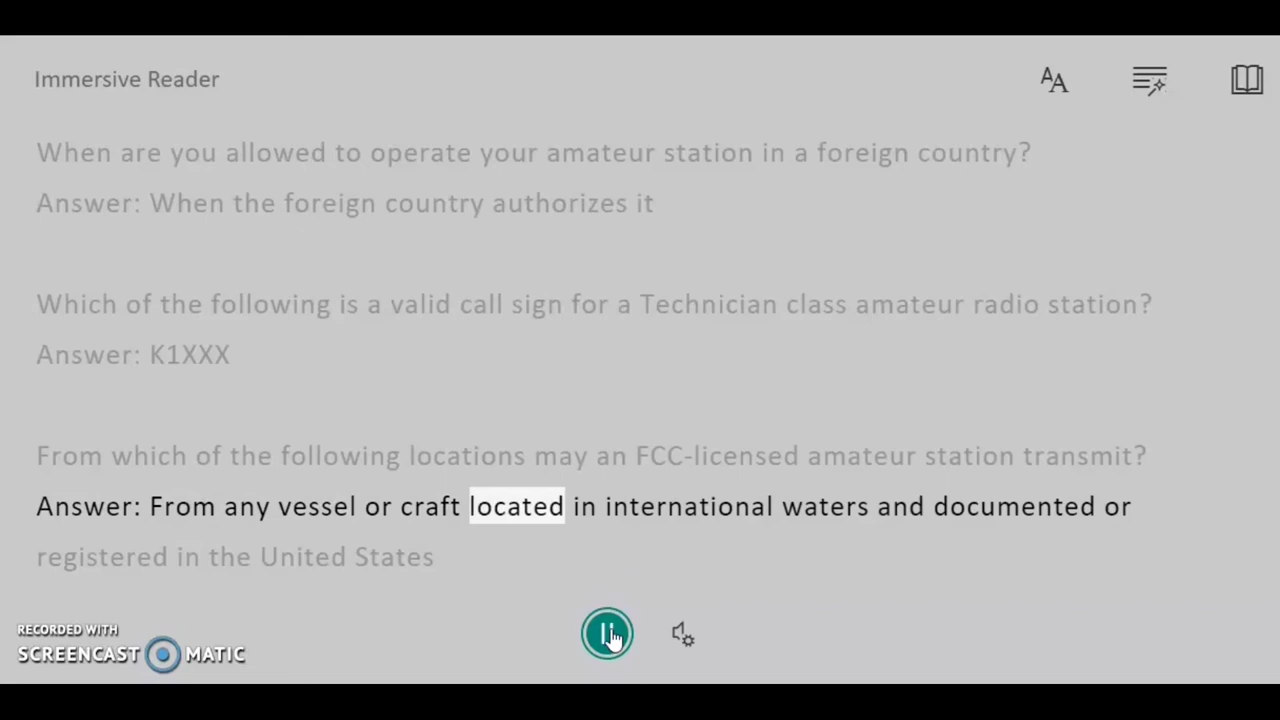 Immersive Reader
When are you allowed to operate your amateur station in a foreign country?
Answer: When the foreign country authorizes it
Which of the following is a valid call sign for a Technician class amateur radio station?
Answer: K1XXX
From which of the following locations may an FCC-licensed amateur station transmit?
Answer: From any vessel or craft located in international waters and documented or
registered in the United States
RECORDED WITH
SCREENCAST MATIC